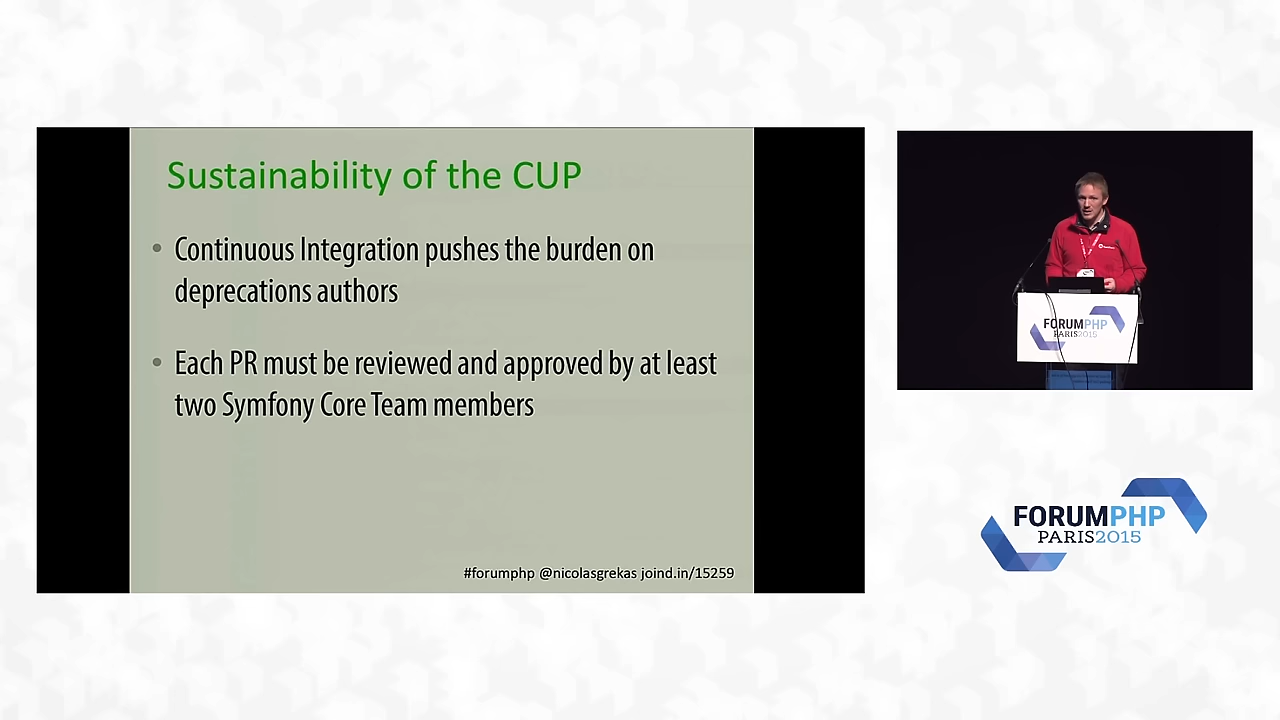 Sustainability of the CUP
Continuous Integration pushes the burden on
deprecations authors
Each PR must be reviewed and approved by at least
two Symfony Core Team members
#forumphp @nicolasgrekas joind.in/15259
FORUMPHP
PARIS2015
FORUMPHP
PARIS2015